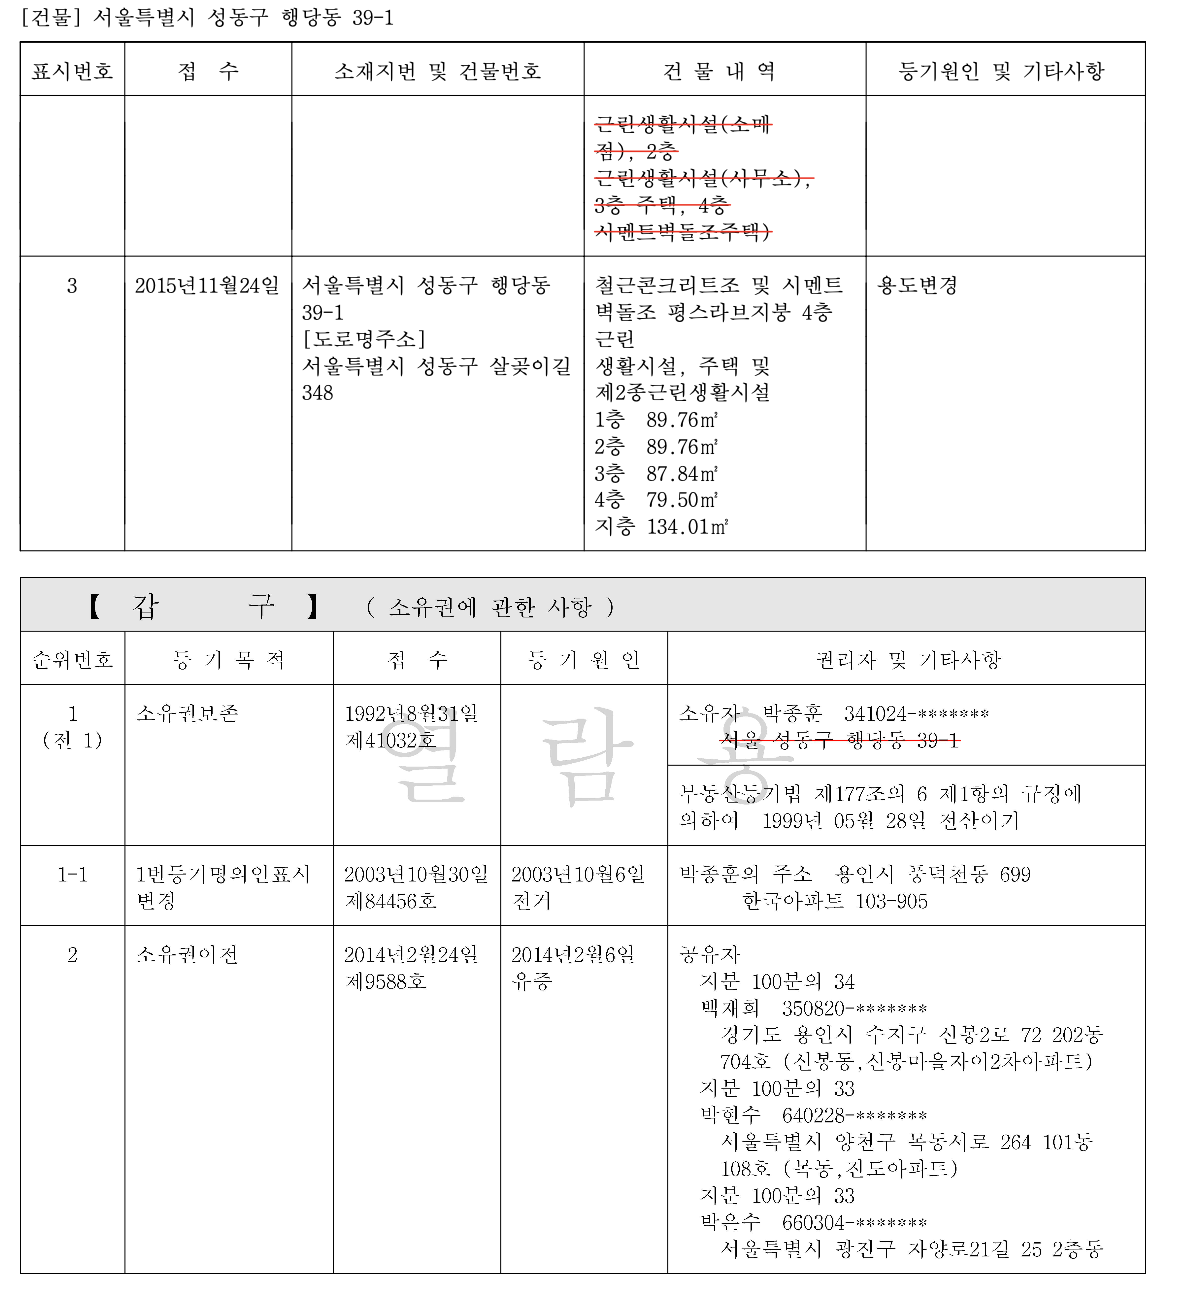 [건물] 서울특별시 성동구 행당동 39-1
표시번호 접 수 소재지번 및 건물번호 건 물 내 역 등기원인 및 기타사항
근린생활시설(소매
점), 2층
근린생활시설(사무소),
3층 주택, 4층
시멘트벽돌조주택)
3 2015년11월24일 서울특별시 성동구 행당동 철근콘크리트조 및 시멘트 용도변경
39-1 벽돌조 평스라브지붕 4층
[도로명주소] 근린
서울특별시 성동구 살곶이길 생활시설, 주택 및
348 제2종근린생활시설
1층 89.76㎡
2층 89.76㎡
3층 87.84㎡
4층 79.50㎡
지층 134.01㎡
【 갑 구 】 ( 소유권에 관한 사항 )
순위번호 등 기 목 적 접 수 등 기 원 인 권리자 및 기타사항
1 소유권보존 1992년8월31일 소유자 박종훈 341024-*******
(전 1) 제41032호 서울 성동구 행당동 39-1
열 람 용
부동산등기법 제177조의 6 제1항의 규정에
의하여 1999년 05월 28일 전산이기
1-1 1번등기명의인표시 2003년10월30일 2003년10월6일 박종훈의 주소 용인시 풍덕천동 699
변경 제84456호 전거 한국아파트 103-905
2 소유권이전 2014년2월24일 2014년2월6일 공유자
제9588호 유증 지분 100분의 34
백재희 350820-*******
경기도 용인시 수지구 신봉2로 72 202동
704호 (신봉동,신봉마을자이2차아파트)
지분 100분의 33
박현수 640228-*******
서울특별시 양천구 목동서로 264 101동
108호 (목동,진도아파트)
지분 100분의 33
박은수 660304-*******
서울특별시 광진구 자양로21길 25 2층동